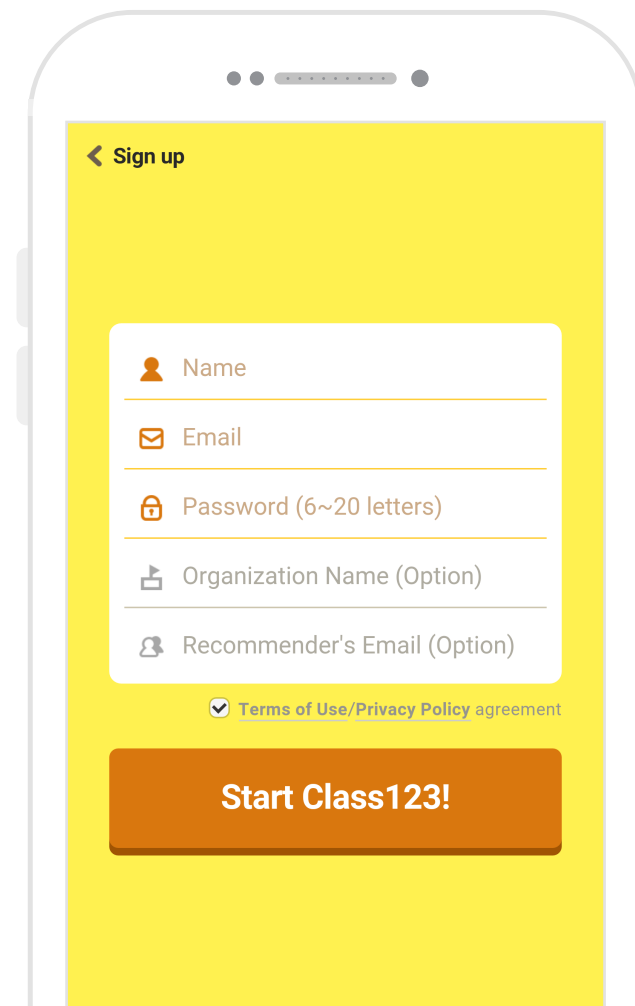 Sign up
Name
Email
Password (6~20 letters)
Organization Name (Option)
Recommender's Email (Option)
Terms of Use/Privacy Policy agreement
Start Class123!